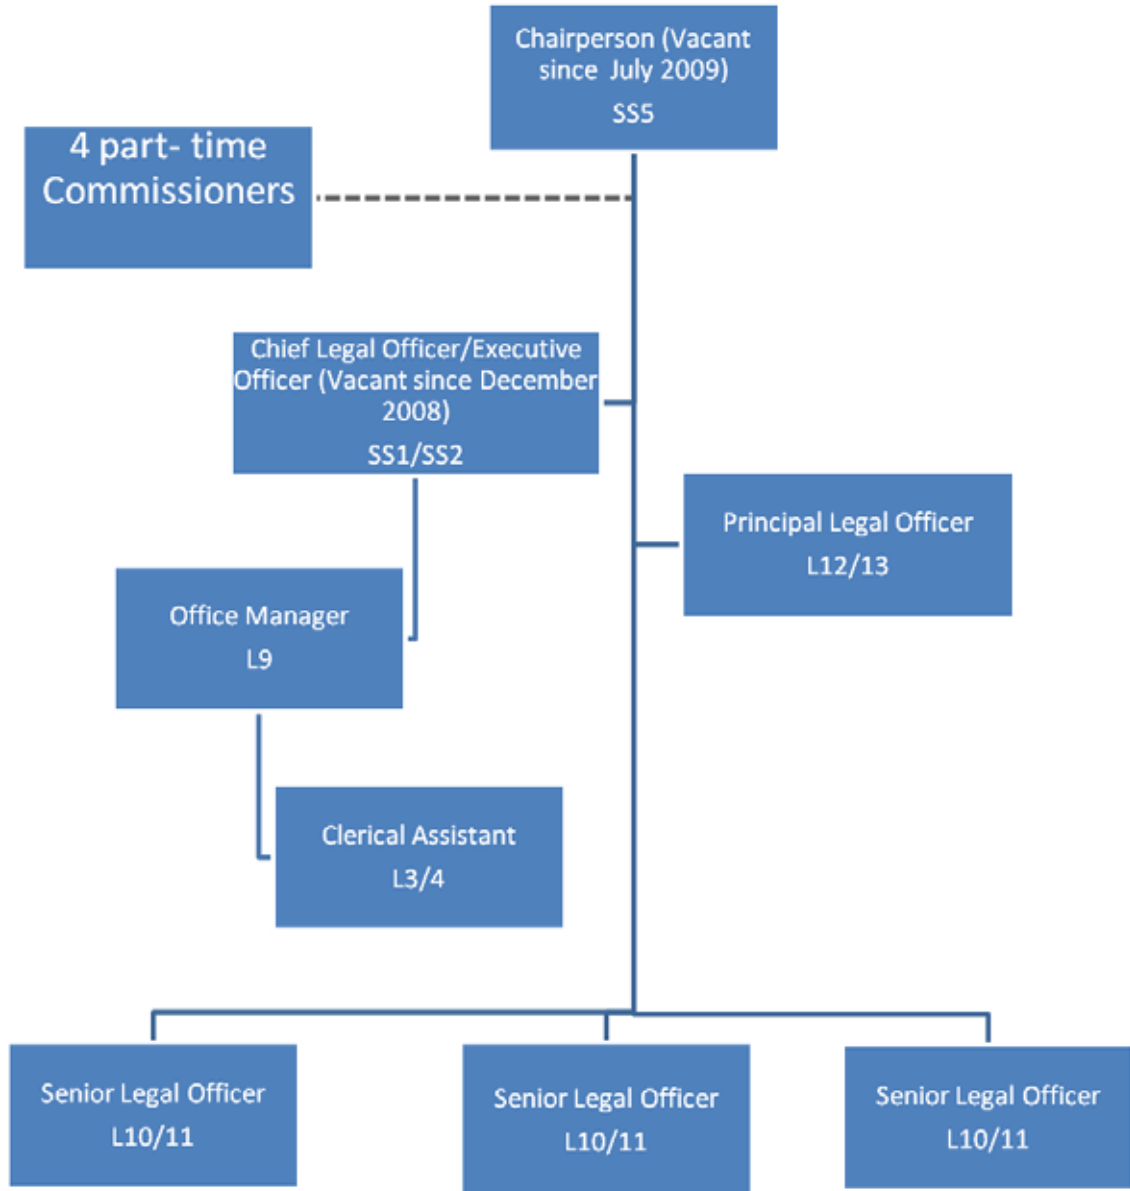 Chairperson (Vacant
since July 2009)
SS5
4 part- time
Commissioners
Chief Legal Officer/Executive
Officer (Vacant since December
2008)
SS1/SS2
Principal Legal Officer
L12/13
Office Manager
L9
Clerical Assistant
L3/4
Senior Legal Officer
L10/11
Senior Legal Officer
L10/11
Senior Legal Officer
L10/11